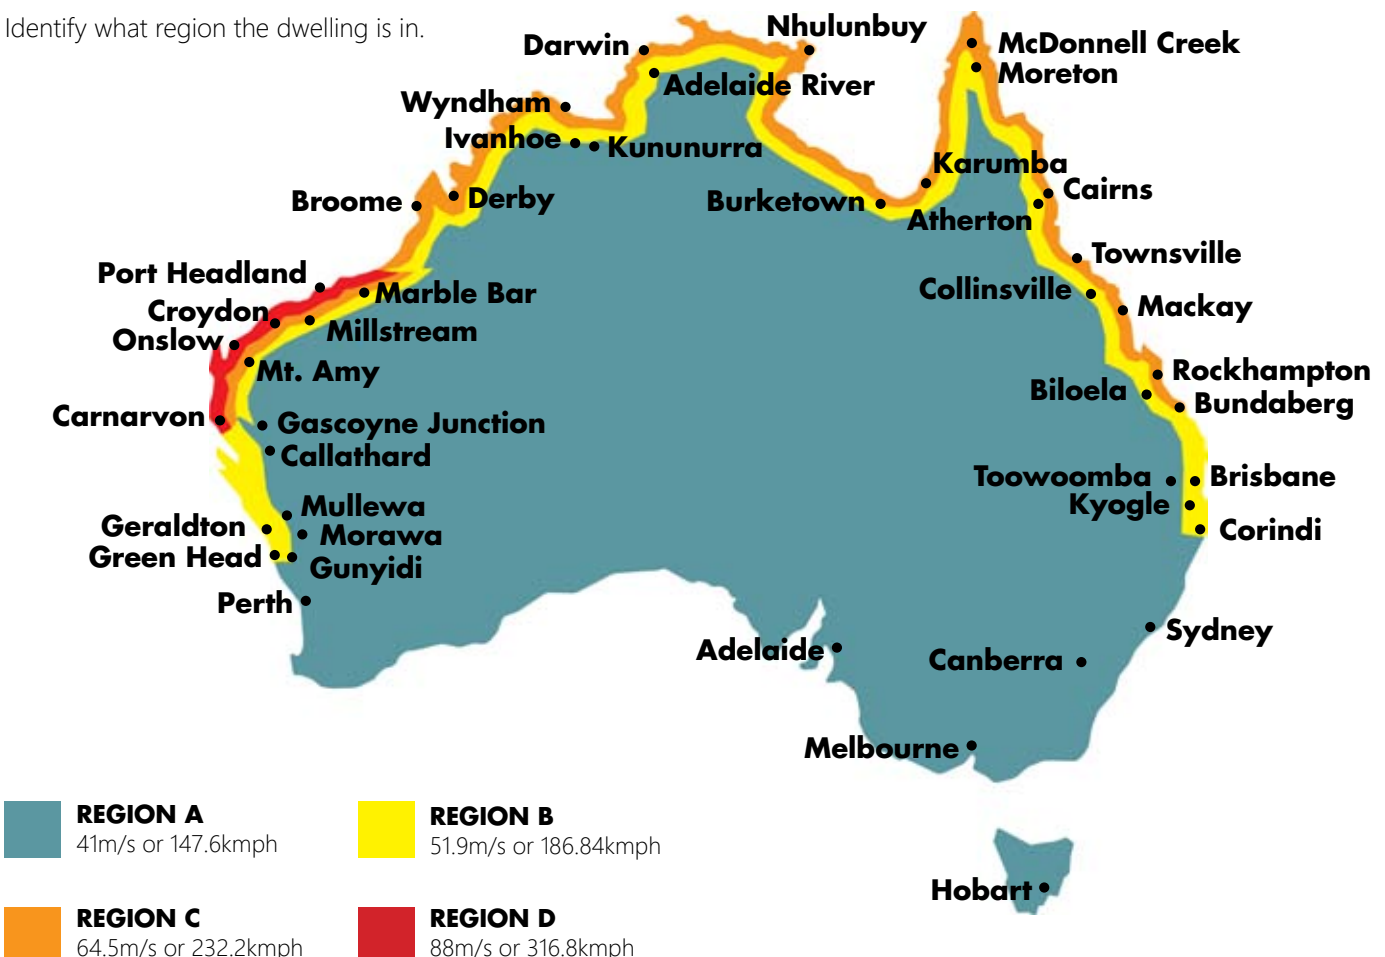 Identify what region the dwelling is in.
Nhulunbuy
Darwin
McDonnell Creek
Moreton
Adelaide River
Wyndham
Ivanhoe
Kununurra
Karumba
Cairns
Broome
Derby
Burketown
Atherton
Townsville
Port Headland
Marble Bar
Collinsville
Mackay
Croydon
Millstream
Onslow
Mt. Amy
Rockhampton
Biloela
Bundaberg
Carnarvon
Gascoyne Junction
Callathard
Toowoomba
Brisbane
Kyogle
Mullewa
Geraldton
Morawa
Corindi
Green Head
Gunyidi
Perth
Sydney
Adelaide
Canberra
Melbourne
REGION A
41m/s or 147.6kmph
REGION B
51.9m/s or 186.84kmph
Hobart
REGION C
64.5m/s or 232.2kmph
REGION D
88m/s or 316.8kmph